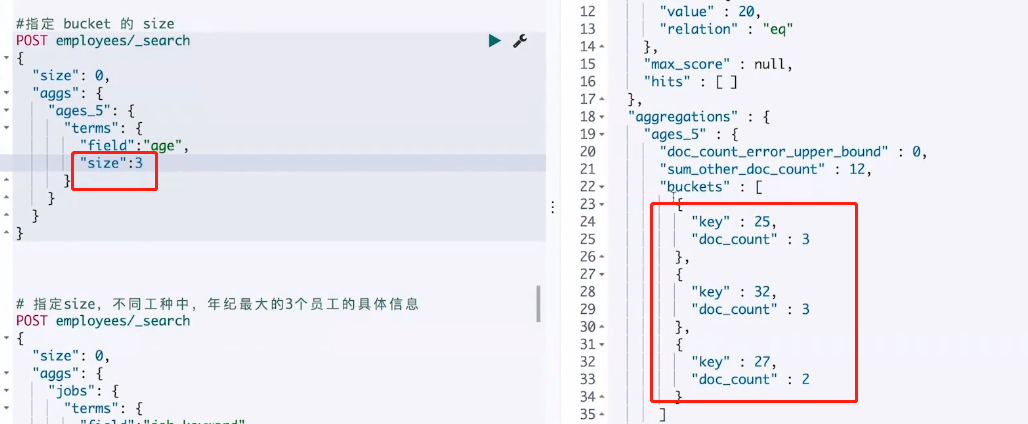 #指定 bucket 的 size
POST employees/_search
{
"size": 0,
"aggs": {
"ages_5": {
"terms": {
"field":"age",
"size":3
}
}
}
}
# 指定size，不同工种中，年纪最大的3个员工的具体信息
POST employees/_search
{
"size": 0,
"aggs": {
"jobs": {
"terms": {
"field":"job.keyword",
12 "value" : 20,
13 "relation" : "eq"
14 },
15 "max_score" : null,
16 "hits" : [ ]
17 },
18 "aggregations" : {
19 "ages_5" : {
20 "doc_count_error_upper_bound" : 0,
21 "sum_other_doc_count" : 12,
22 "buckets" : [
23 {
24 "key" : 25,
25 "doc_count" : 3
26 },
27 {
28 "key" : 32,
29 "doc_count" : 3
30 },
31 {
32 "key" : 27,
33 "doc_count" : 2
34 }
35 ]